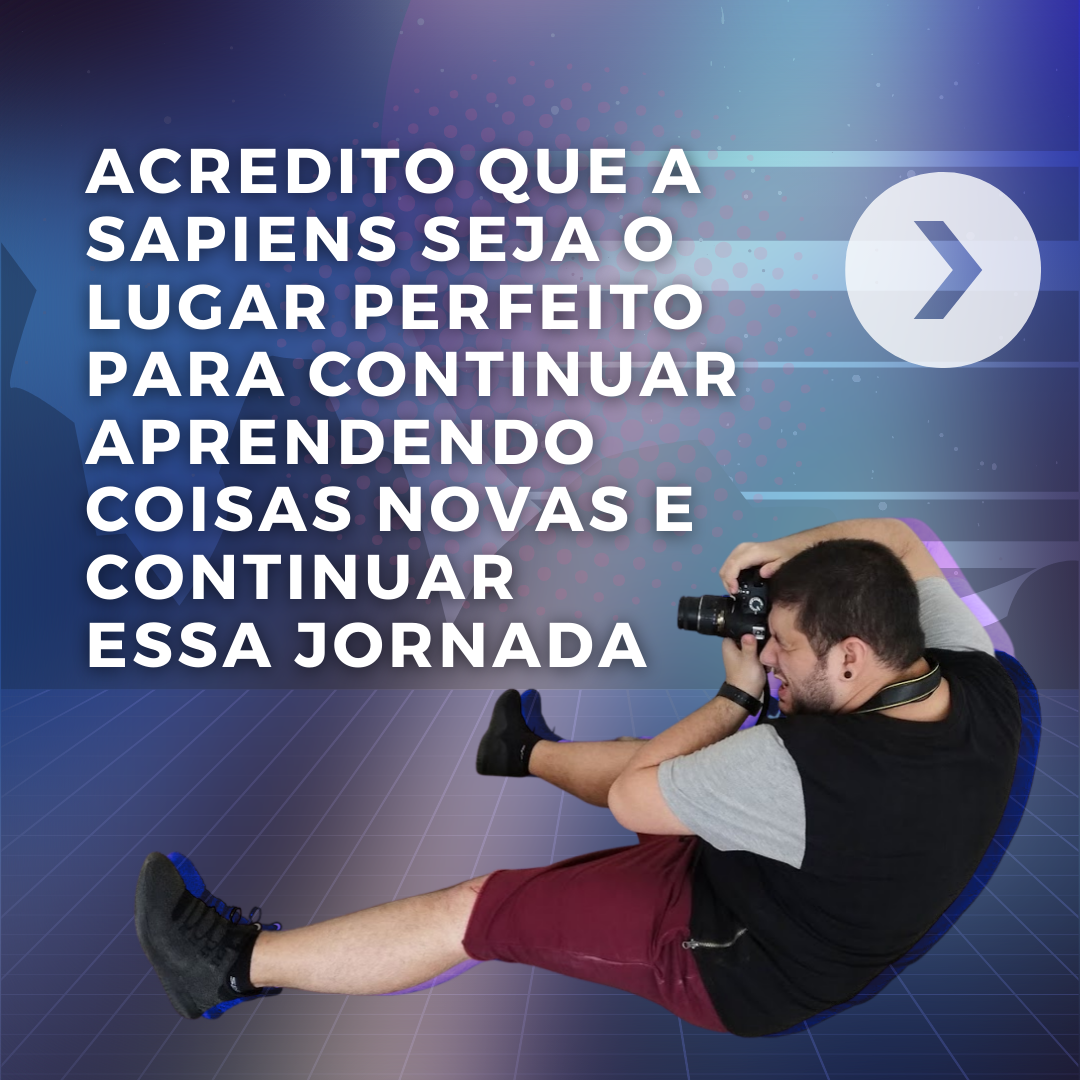 ACREDITO QUE A
SAPIENS SEJA O
LUGAR PERFEITO
PARA CONTINUAR
APRENDENDO
COISAS NOVAS E
CONTINUAR
ESSA JORNADA